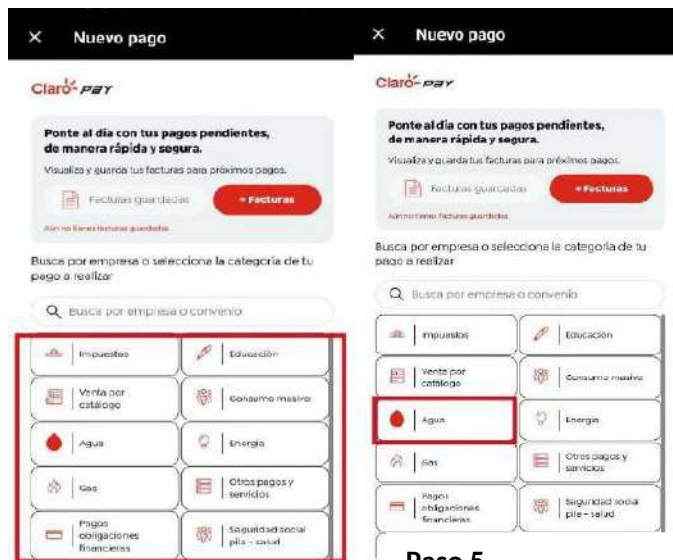 Nuevo pago
Claro-pay
Ponte al día con tus pagos pendientes,
de manera rápida y segura.
Visualiza y guarda tus facturas para próximos pagos.
Facturas guardadas
+ Facturas
Aún no tienes facturas guardadas
Busca por empresa o selecciona la categoría de tu
pago a realizar
Busca por empresa o convenio
Impuestos
Educación
Venta por
catálogo
Consumo masivo
Agua
Energía
Gas
Otros pagos y
servicios
Pagos
obligaciones
financieras
Seguridad social
pila - salud
Nuevo pago
Claro-pay
Ponte al día con tus pagos pendientes,
de manera rápida y segura.
Visualiza y guarda tus facturas para próximos pagos.
Facturas guardadas
+ Facturas
Aún no tienes facturas guardadas
Busca por empresa o selecciona la categoría de tu
pago a realizar
Busca por empresa o convenio
Impuestos
Educación
Venta por
catálogo
Consumo masivo
Agua
Energía
Gas
Otros pagos y
servicios
Pagos
obligaciones
financieras
Seguridad social
pila - salud
Paso 5